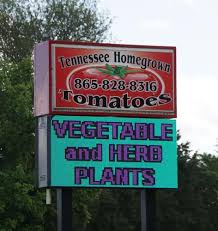 Tennessee Homegrown
865-828-8316
Tomatoes
VEGETABLE
and HERB
PLANTS